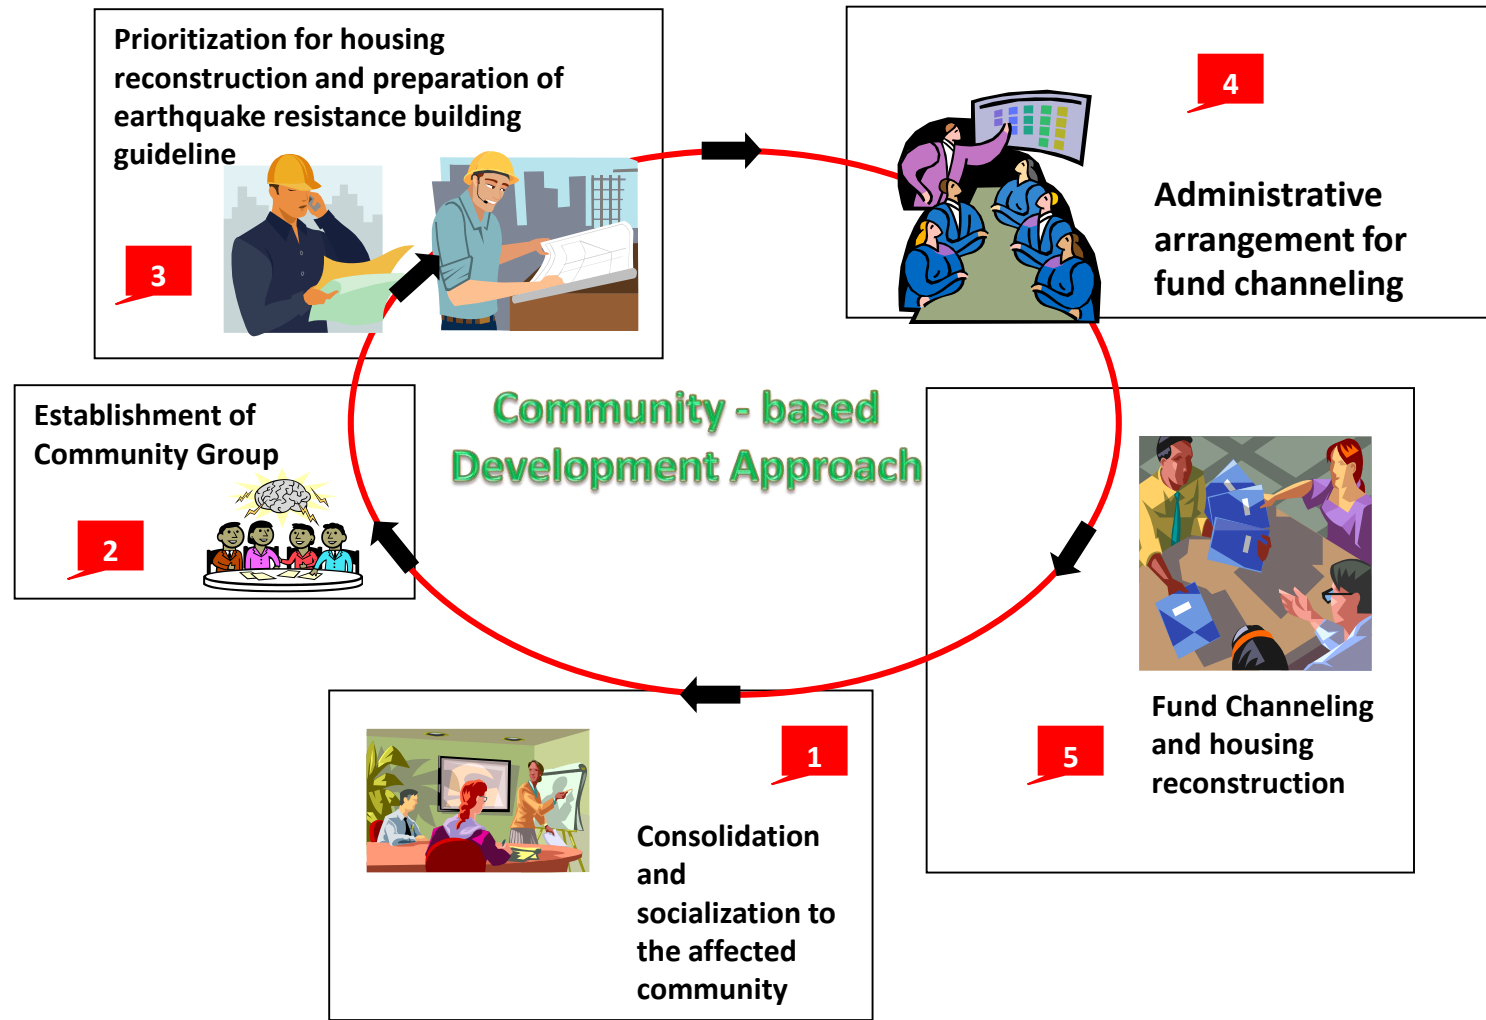 Prioritization for housing
reconstruction and preparation of
earthquake resistance building
guideline
3
4
Administrative
arrangement for
fund channeling
Establishment of
Community Group
2
Community - based
Development Approach
1
Consolidation
and
socialization to
the affected
community
5
Fund Channeling
and housing
reconstruction